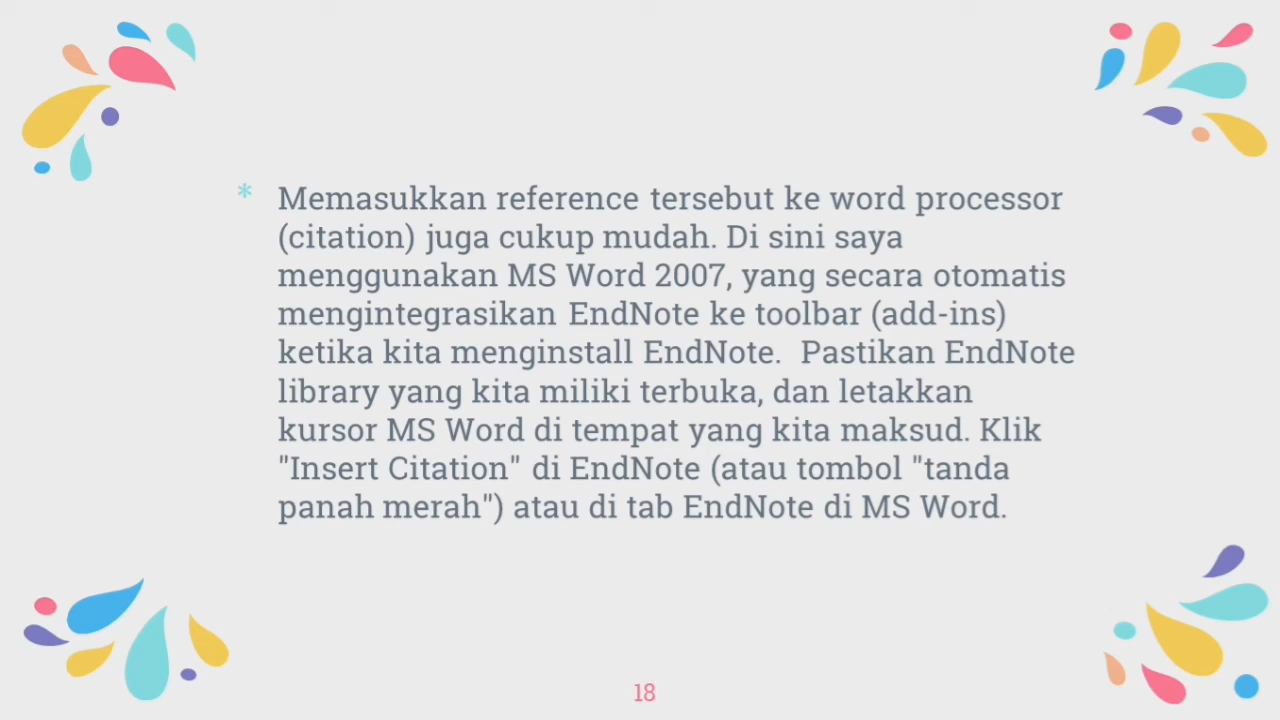 * Memasukkan reference tersebut ke word processor
(citation) juga cukup mudah. Di sini saya
menggunakan MS Word 2007, yang secara otomatis
mengintegrasikan EndNote ke toolbar (add-ins)
ketika kita menginstall EndNote.  Pastikan EndNote
library yang kita miliki terbuka, dan letakkan
kursor MS Word di tempat yang kita maksud. Klik
"Insert Citation" di EndNote (atau tombol "tanda
panah merah") atau di tab EndNote di MS Word.
18